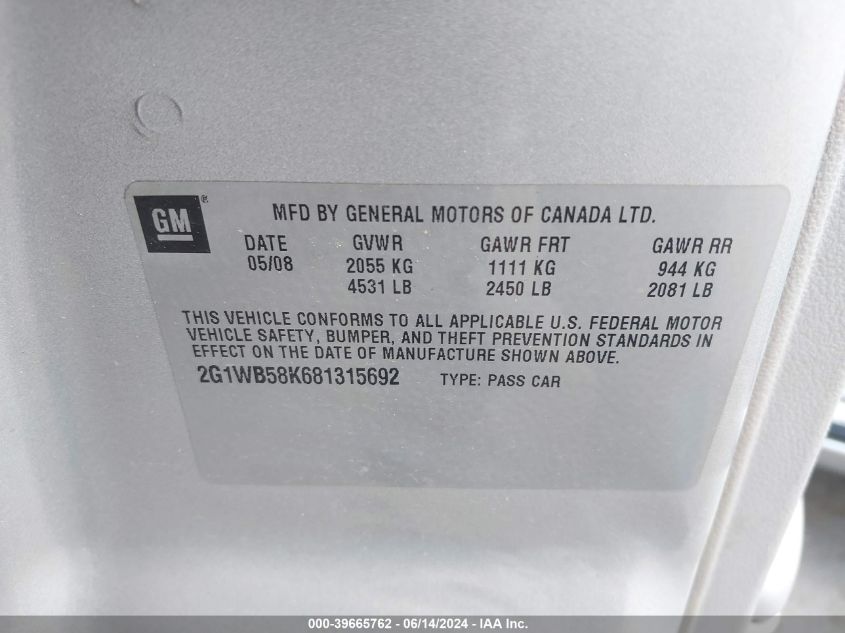 GM®
MFD BY GENERAL MOTORS OF CANADA LTD.
DATE GVWR GAWR FRT GAWR RR
05/08 2055 KG 1111 KG 944 KG
4531 LB 2450 LB 2081 LB
THIS VEHICLE CONFORMS TO ALL APPLICABLE U.S. FEDERAL MOTOR
VEHICLE SAFETY, BUMPER, AND THEFT PREVENTION STANDARDS IN
EFFECT ON THE DATE OF MANUFACTURE SHOWN ABOVE.
2G1WB58K681315692 TYPE: PASS CAR
000-39665762 - 06/14/2024 - IAA Inc.